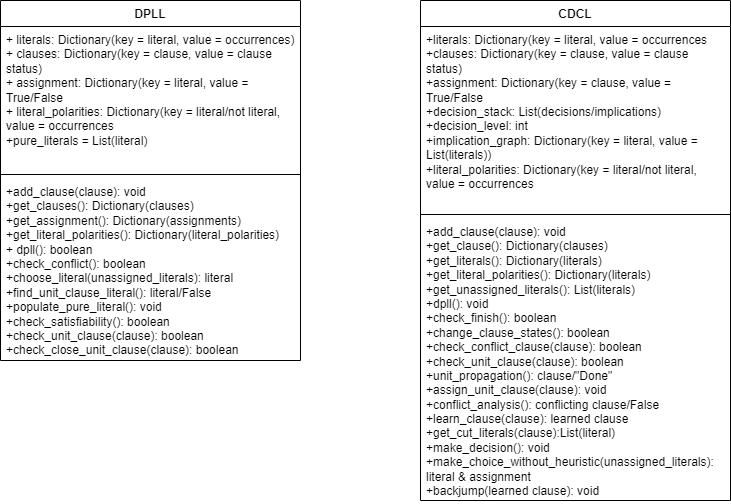 DPLL
+ literals: Dictionary(key = literal, value = occurrences)
+ clauses: Dictionary(key = clause, value = clause
status)
+ assignment: Dictionary(key = literal, value =
True/False
+ literal_polarities: Dictionary(key = literal/not literal,
value = occurrences
+pure_literals = List(literal)
+add_clause(clause): void
+get_clauses(): Dictionary(clauses)
+get_assignment(): Dictionary(assignments)
+get_literal_polarities(): Dictionary(literal_polarities)
+ dpll(): boolean
+check_conflict(): boolean
+choose_literal(unassigned_literals): literal
+find_unit_clause_literal(): literal/False
+populate_pure_literal(): void
+check_satisfiability(): boolean
+check_unit_clause(clause): boolean
+check_close_unit_clause(clause): boolean
CDCL
+literals: Dictionary(key = literal, value = occurrences
+clauses: Dictionary(key = clause, value = clause
status)
+assignment: Dictionary(key = clause, value =
True/False
+decision_stack: List(decisions/implications)
+decision_level: int
+implication_graph: Dictionary(key = literal, value =
List(literals))
+literal_polarities: Dictionary(key = literal/not literal,
value = occurrences
+add_clause(clause): void
+get_clause(): Dictionary(clauses)
+get_literals(): Dictionary(literals)
+get_literal_polarities(): Dictionary(literals)
+get_unassigned_literals(): List(literals)
+dpll(): void
+check_finish(): boolean
+change_clause_states(): boolean
+check_conflict_clause(clause): boolean
+check_unit_clause(clause): boolean
+unit_propagation(): clause/"Done"
+assign_unit_clause(clause): void
+conflict_analysis(): conflicting clause/False
+learn_clause(clause): learned clause
+get_cut_literals(clause):List(literal)
+make_decision(): void
+make_choice_without_heuristic(unassigned_literals):
literal & assignment
+backjump(learned clause): void